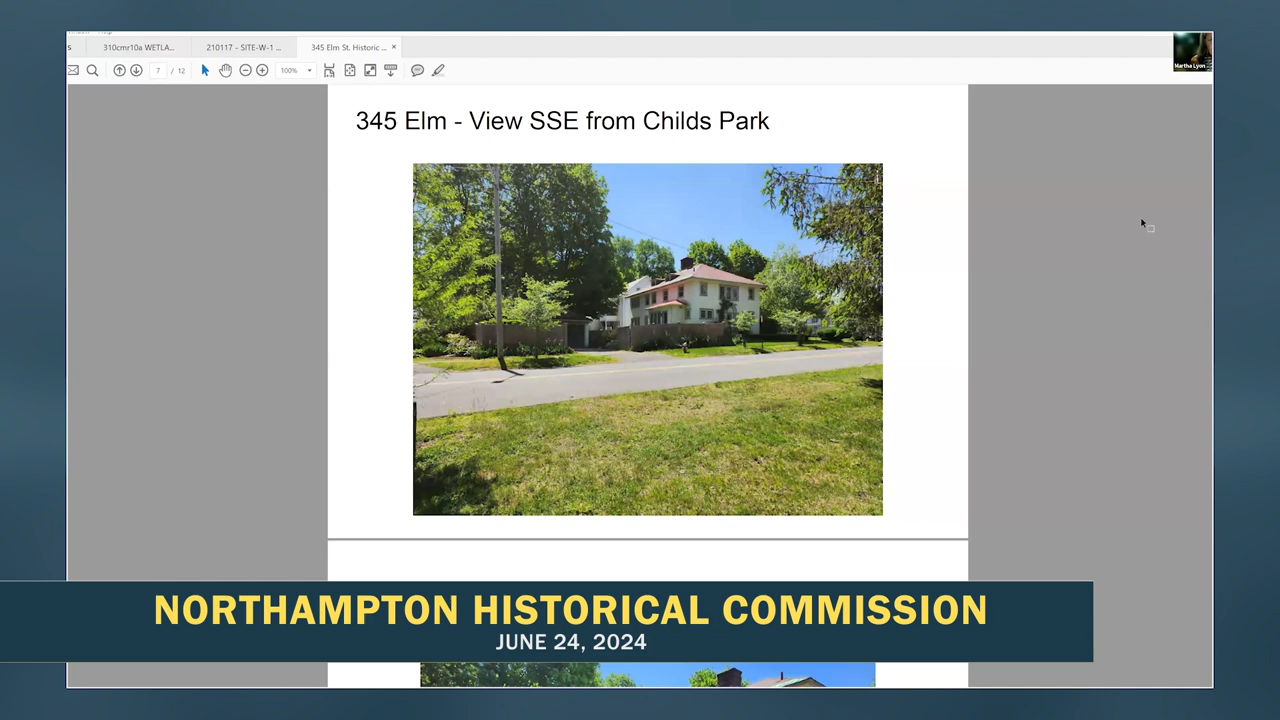 s
310cmr10a WETLA...
210117 - SITE-W-1 ...
345 Elm St. Historic ...
×
7 / 12
100%
Martha Lyon
345 Elm - View SSE from Childs Park
NORTHAMPTON HISTORICAL COMMISSION
JUNE 24, 2024